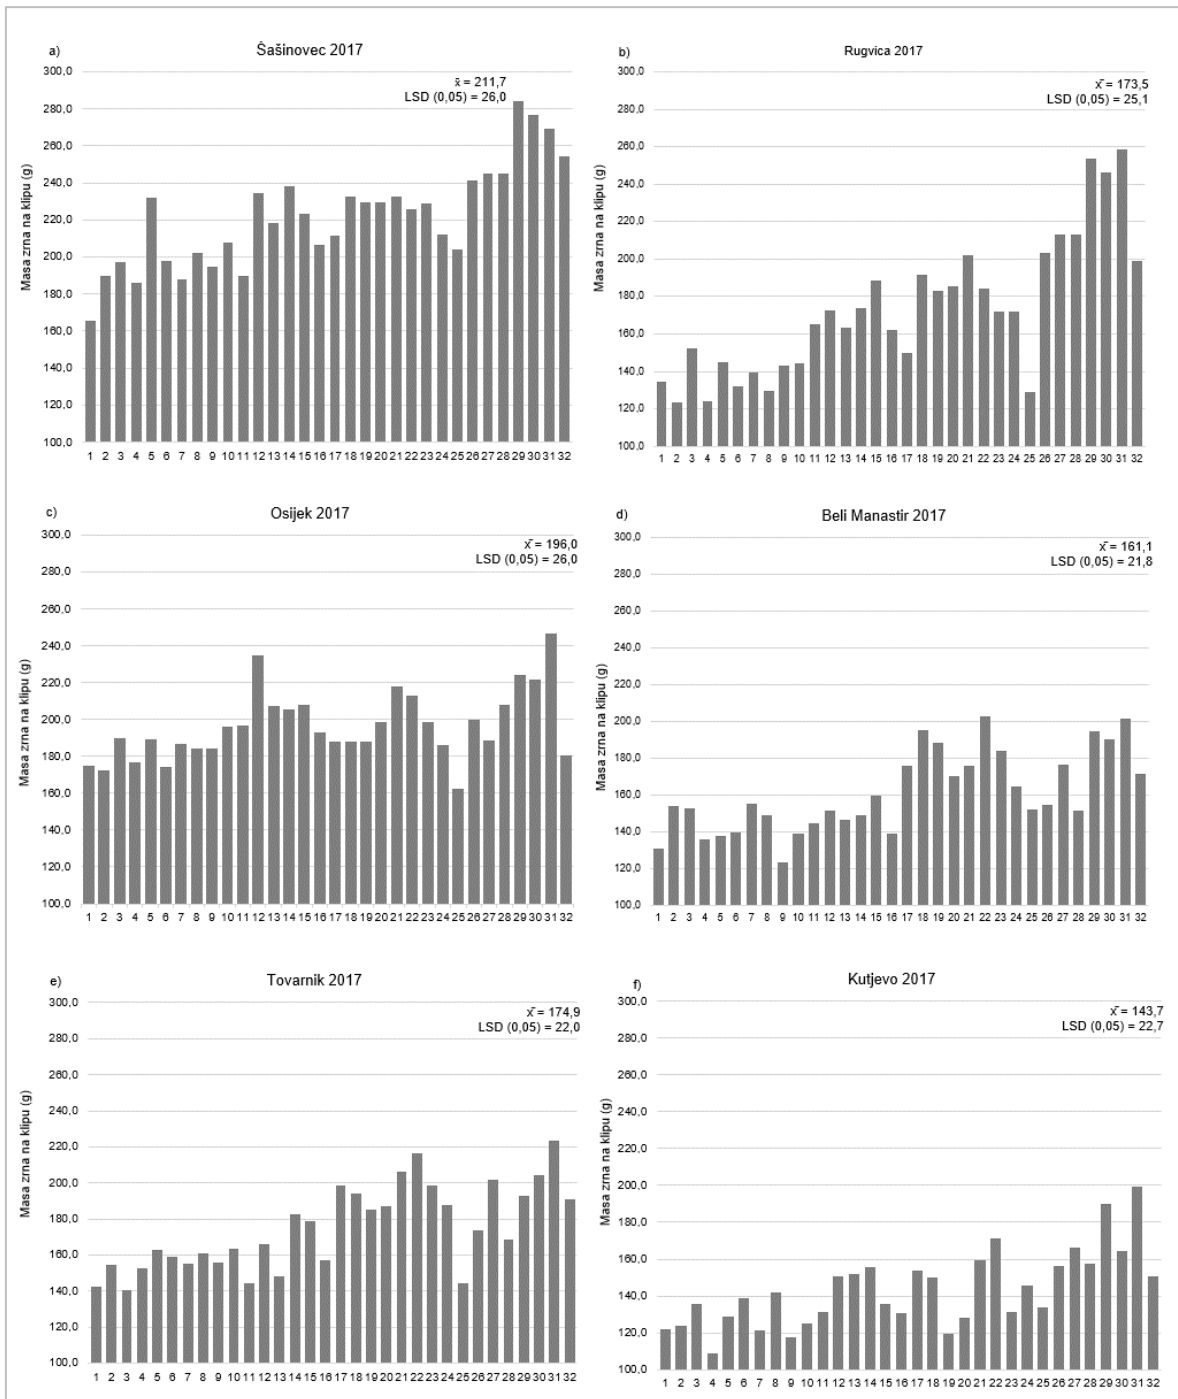 a)
Šašinovec 2017
x̄ = 211,7
LSD (0,05) = 26,0
Masa zrna na klipu (g)
300,0
280,0
260,0
240,0
220,0
200,0
180,0
160,0
140,0
120,0
100,0
1 2 3 4 5 6 7 8 9 10 11 12 13 14 15 16 17 18 19 20 21 22 23 24 25 26 27 28 29 30 31 32
b)
Rugvica 2017
x̄ = 173,5
LSD (0,05) = 25,1
Masa zrna na klipu (g)
300,0
280,0
260,0
240,0
220,0
200,0
180,0
160,0
140,0
120,0
100,0
1 2 3 4 5 6 7 8 9 10 11 12 13 14 15 16 17 18 19 20 21 22 23 24 25 26 27 28 29 30 31 32
c)
Osijek 2017
x̄ = 196,0
LSD (0,05) = 26,0
Masa zrna na klipu (g)
300,0
280,0
260,0
240,0
220,0
200,0
180,0
160,0
140,0
120,0
100,0
1 2 3 4 5 6 7 8 9 10 11 12 13 14 15 16 17 18 19 20 21 22 23 24 25 26 27 28 29 30 31 32
d)
Beli Manastir 2017
x̄ = 161,1
LSD (0,05) = 21,8
Masa zrna na klipu (g)
300,0
280,0
260,0
240,0
220,0
200,0
180,0
160,0
140,0
120,0
100,0
1 2 3 4 5 6 7 8 9 10 11 12 13 14 15 16 17 18 19 20 21 22 23 24 25 26 27 28 29 30 31 32
e)
Tovarnik 2017
x̄ = 174,9
LSD (0,05) = 22,0
Masa zrna na klipu (g)
300,0
280,0
260,0
240,0
220,0
200,0
180,0
160,0
140,0
120,0
100,0
1 2 3 4 5 6 7 8 9 10 11 12 13 14 15 16 17 18 19 20 21 22 23 24 25 26 27 28 29 30 31 32
f)
Kutjevo 2017
x̄ = 143,7
LSD (0,05) = 22,7
Masa zrna na klipu (g)
300,0
280,0
260,0
240,0
220,0
200,0
180,0
160,0
140,0
120,0
100,0
1 2 3 4 5 6 7 8 9 10 11 12 13 14 15 16 17 18 19 20 21 22 23 24 25 26 27 28 29 30 31 32